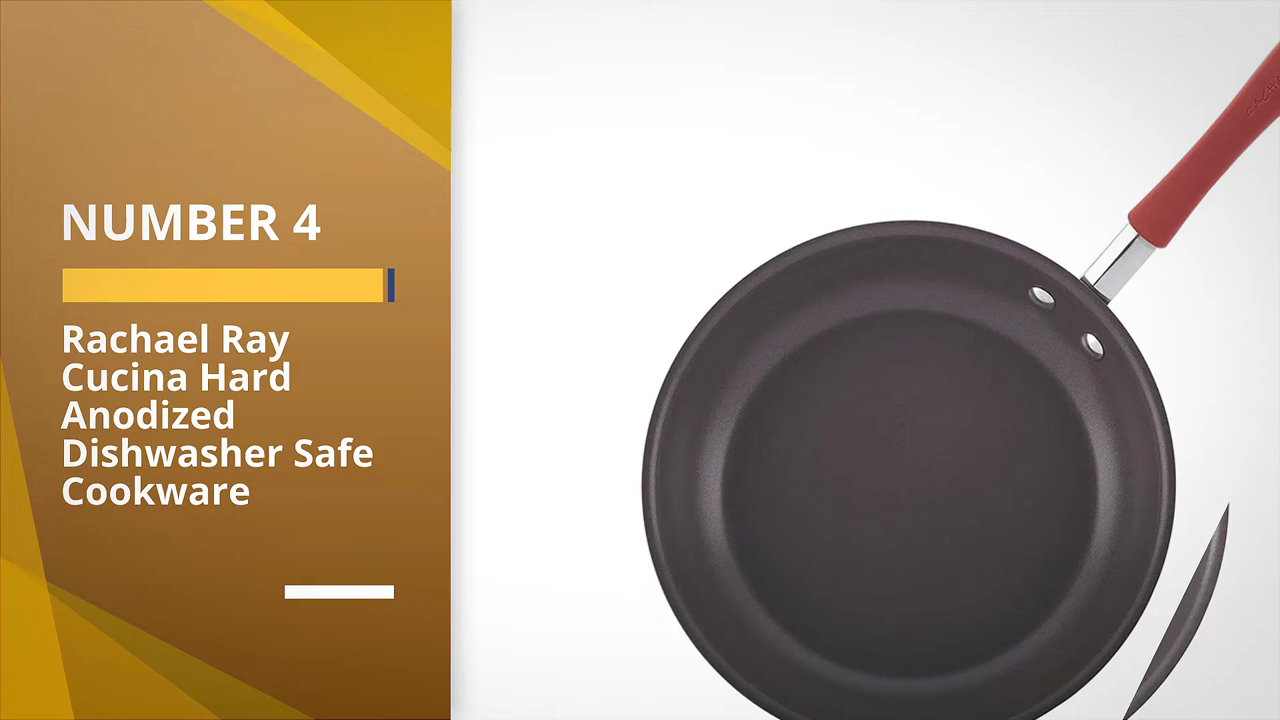 NUMBER 4
Rachael Ray
Cucina Hard
Anodized
Dishwasher Safe
Cookware